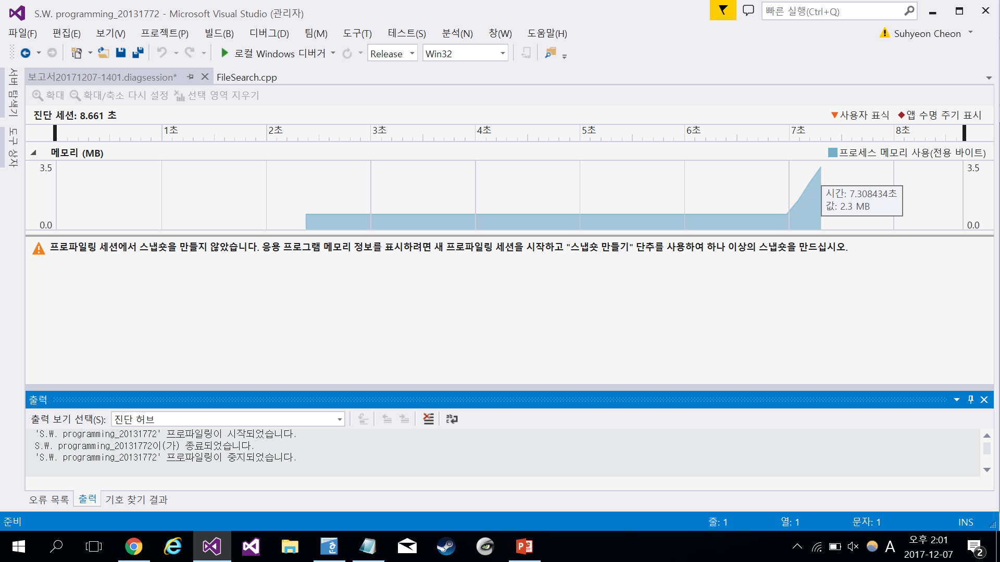 S.W. programming_20131772 - Microsoft Visual Studio (관리자)
빠른 실행(Ctrl+Q)
파일(F) 편집(E) 보기(V) 프로젝트(P) 빌드(B) 디버그(D) 팀(M) 도구(T) 테스트(S) 분석(N) 창(W) 도움말(H)
Suhyeon Cheon
로컬 Windows 디버거 Release Win32
서버 탐색기
도구 상자
보고서20171207-1401.diagsession* FileSearch.cpp
확대 확대/축소 다시 설정 선택 영역 지우기
진단 세션: 8.661 초
사용자 표식 앱 수명 주기 표시
1초 2초 3초 4초 5초 6초 7초 8초
메모리 (MB)
프로세스 메모리 사용(전용 바이트)
3.5 3.5
시간: 7.308434초
값: 2.3 MB
0.0 0.0
프로파일링 세션에서 스냅숏을 만들지 않았습니다. 응용 프로그램 메모리 정보를 표시하려면 새 프로파일링 세션을 시작하고 "스냅숏 만들기" 단추를 사용하여 하나 이상의 스냅숏을 만드십시오.
출력
출력 보기 선택(S): 진단 허브
'S.W. programming_20131772' 프로파일링이 시작되었습니다.
S.W. programming_20131772이(가) 종료되었습니다.
'S.W. programming_20131772' 프로파일링이 중지되었습니다.
오류 목록 출력 기호 찾기 결과
준비 줄: 1 열: 1 문자: 1 INS
A 오후 2:01
2017-12-07 2